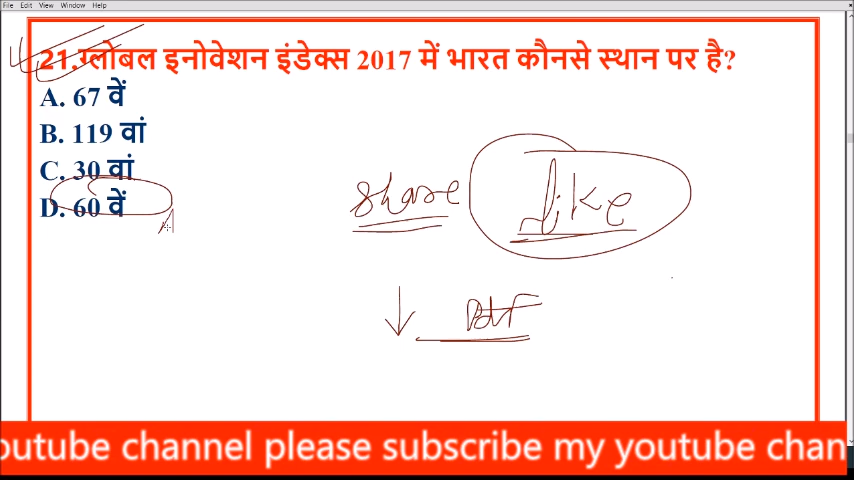 File Edit View Window Help
21.ग्लोबल इनोवेशन इंडेक्स 2017 में भारत कौनसे स्थान पर है?
A. 67 वें
B. 119 वां
C. 30 वां
D. 60 वें
share like
Pdf
outube channel please subscribe my youtube chan